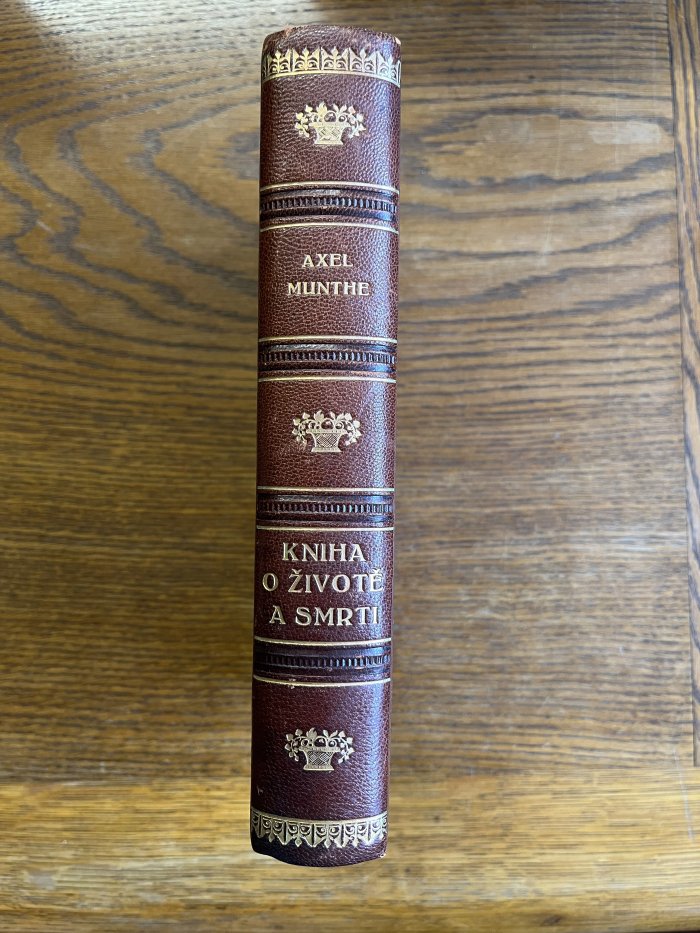 AXEL
MUNTHE
KNIHA
O ŽIVOTĚ
A SMRTI